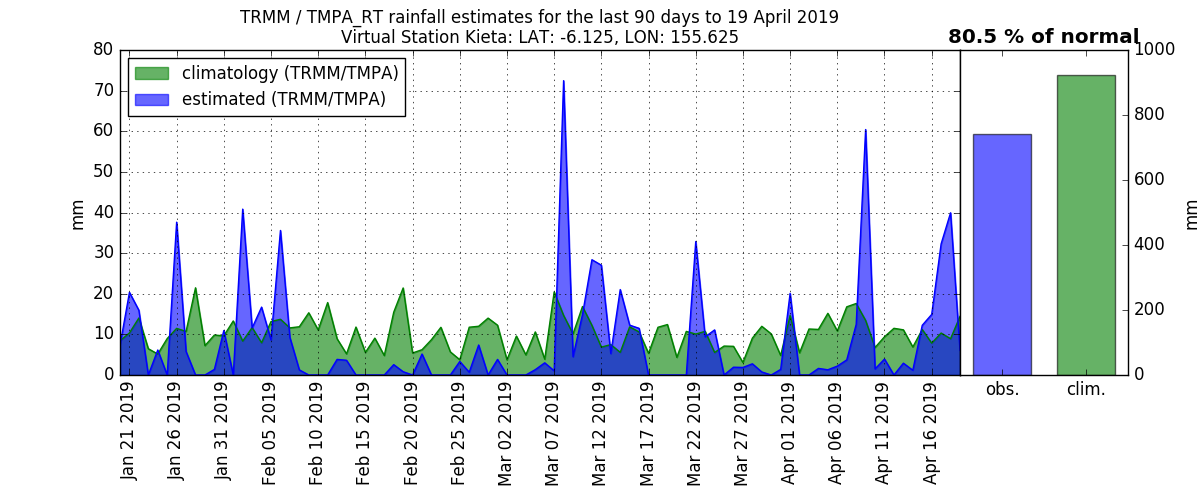 TRMM / TMPA_RT rainfall estimates for the last 90 days to 19 April 2019
Virtual Station Kieta: LAT: -6.125, LON: 155.625
80.5 % of normal
climatology (TRMM/TMPA)
estimated (TRMM/TMPA)
80
70
60
50
40
30
20
10
0
mm
1000
800
600
400
200
0
mm
Jan 21 2019
Jan 26 2019
Jan 31 2019
Feb 05 2019
Feb 10 2019
Feb 15 2019
Feb 20 2019
Feb 25 2019
Mar 02 2019
Mar 07 2019
Mar 12 2019
Mar 17 2019
Mar 22 2019
Mar 27 2019
Apr 01 2019
Apr 06 2019
Apr 11 2019
Apr 16 2019
obs.
clim.